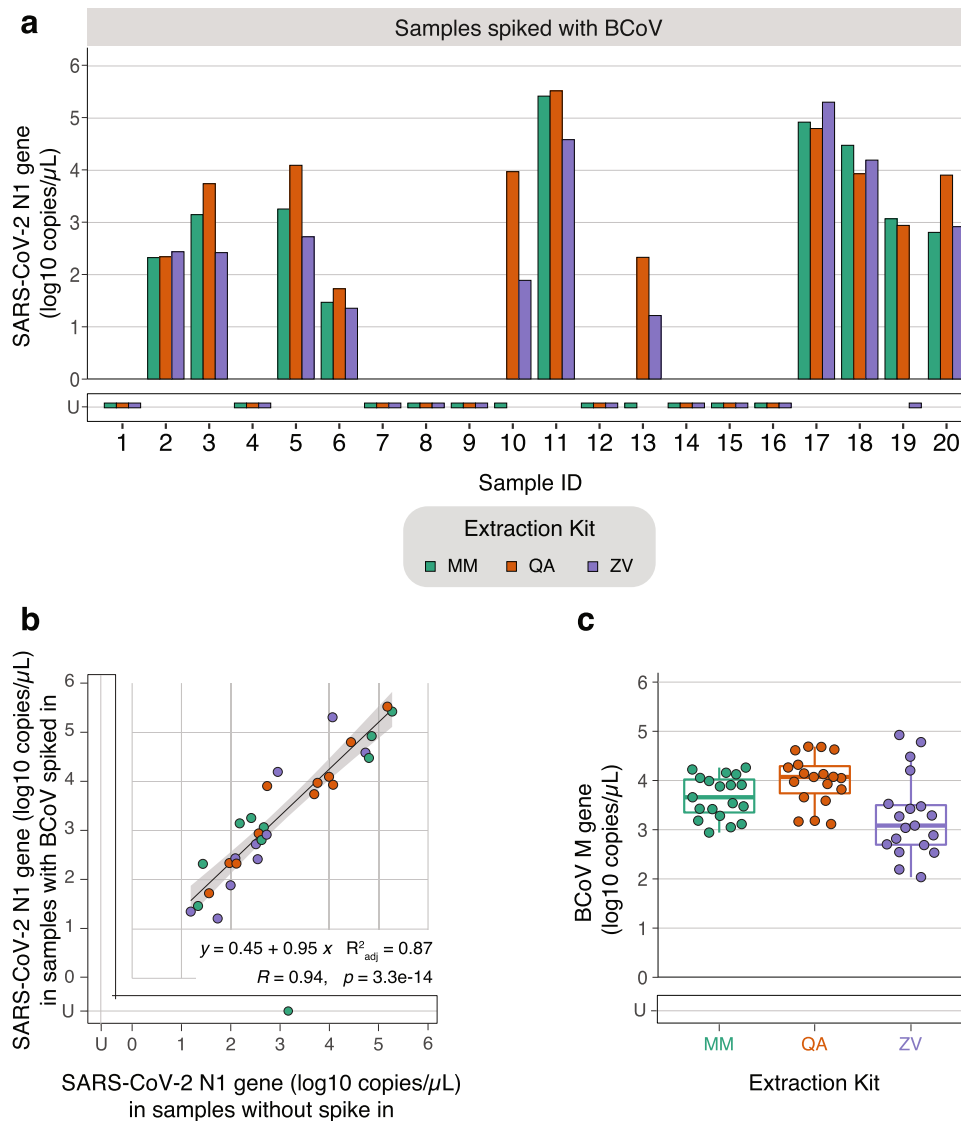 a
Samples spiked with BCoV
SARS-CoV-2 N1 gene
(log10 copies/μL)
6
5
4
3
2
1
0
U
1 2 3 4 5 6 7 8 9 10 11 12 13 14 15 16 17 18 19 20
Sample ID
Extraction Kit
MM QA ZV
b
SARS-CoV-2 N1 gene (log10 copies/μL)
in samples with BCoV spiked in
6
5
4
3
2
1
0
U
y = 0.45 + 0.95 x R²adj = 0.87
R = 0.94, p = 3.3e-14
U 0 1 2 3 4 5 6
SARS-CoV-2 N1 gene (log10 copies/μL)
in samples without spike in
c
BCoV M gene
(log10 copies/μL)
6
5
4
3
2
1
0
U
MM QA ZV
Extraction Kit